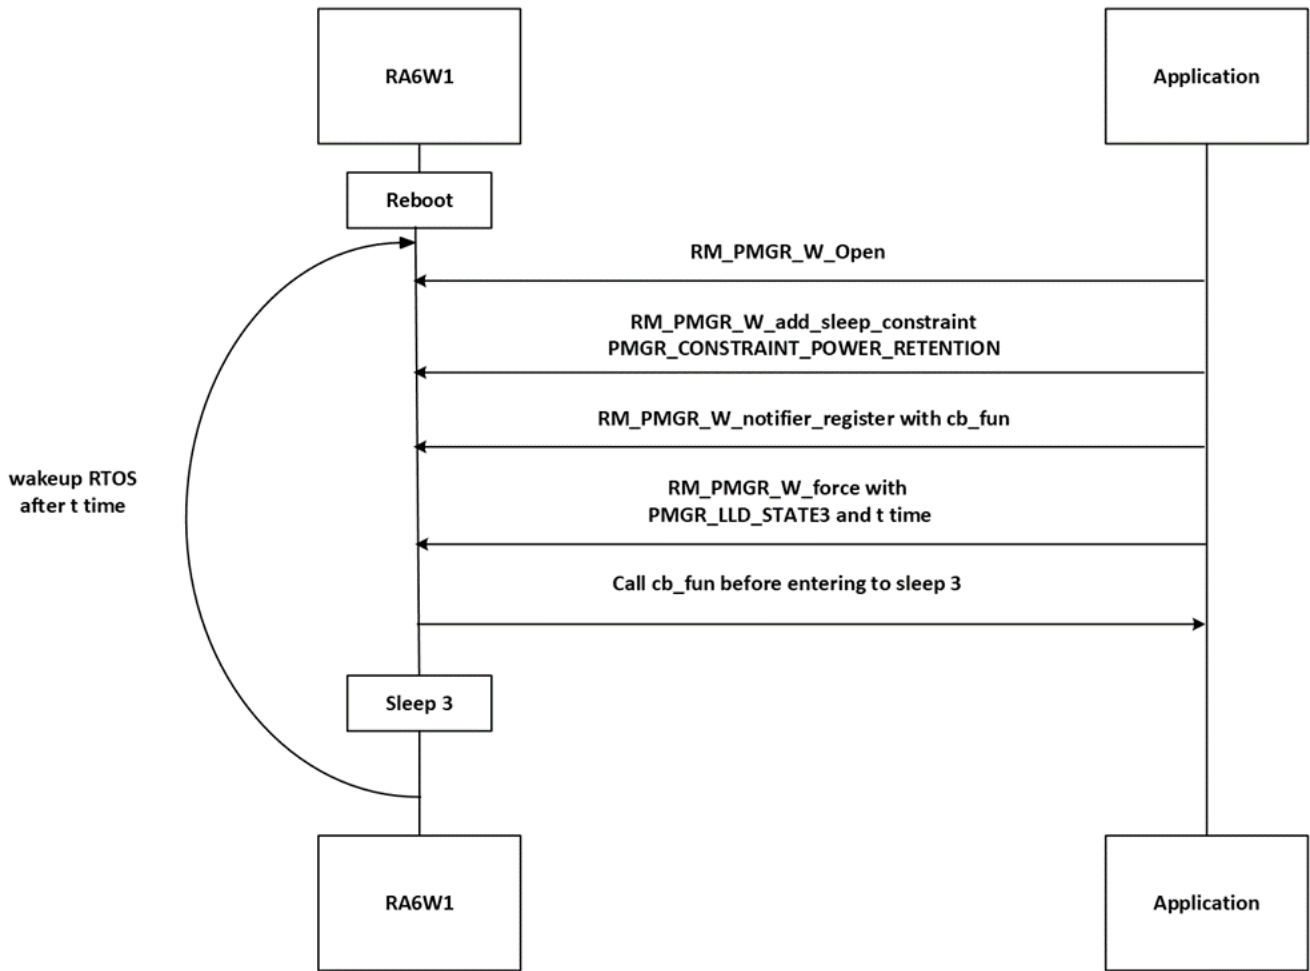 RA6W1
Application
Reboot
RM_PMGR_W_Open
RM_PMGR_W_add_sleep_constraint
PMGR_CONSTRAINT_POWER_RETENTION
RM_PMGR_W_notifier_register with cb_fun
wakeup RTOS
after t time
RM_PMGR_W_force with
PMGR_LLD_STATE3 and t time
Call cb_fun before entering to sleep 3
Sleep 3
RA6W1
Application